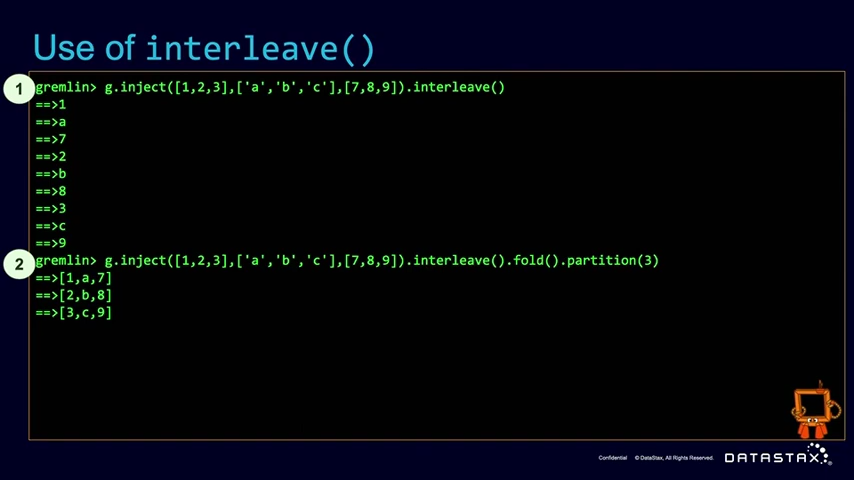 Use of interleave()
1
gremlin> g.inject([1,2,3],['a','b','c'],[7,8,9]).interleave()
==>1
==>a
==>7
==>2
==>b
==>8
==>3
==>c
==>9
2
gremlin> g.inject([1,2,3],['a','b','c'],[7,8,9]).interleave().fold().partition(3)
==>[1,a,7]
==>[2,b,8]
==>[3,c,9]
Confidential © DataStax, All Rights Reserved. DATASTAX®